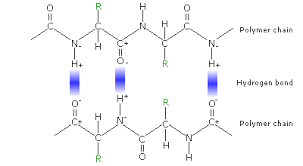 O R H
C H N H Polymer chain
N- H C+ N-
H+ O- R H+
Hydrogen bond
O- H+ R O-
C+ H N- H C+ Polymer chain
C N
R O H